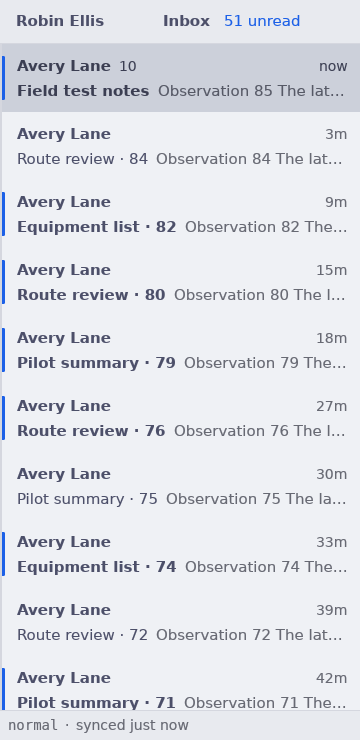 Robin Ellis Inbox 51 unread
Avery Lane 10 now
Field test notes Observation 85 The lat…
Avery Lane 3m
Route review · 84 Observation 84 The lat…
Avery Lane 9m
Equipment list · 82 Observation 82 The…
Avery Lane 15m
Route review · 80 Observation 80 The l…
Avery Lane 18m
Pilot summary · 79 Observation 79 The…
Avery Lane 27m
Route review · 76 Observation 76 The l…
Avery Lane 30m
Pilot summary · 75 Observation 75 The la…
Avery Lane 33m
Equipment list · 74 Observation 74 The…
Avery Lane 39m
Route review · 72 Observation 72 The lat…
Avery Lane 42m
Pilot summary · 71 Observation 71 The…
normal · synced just now